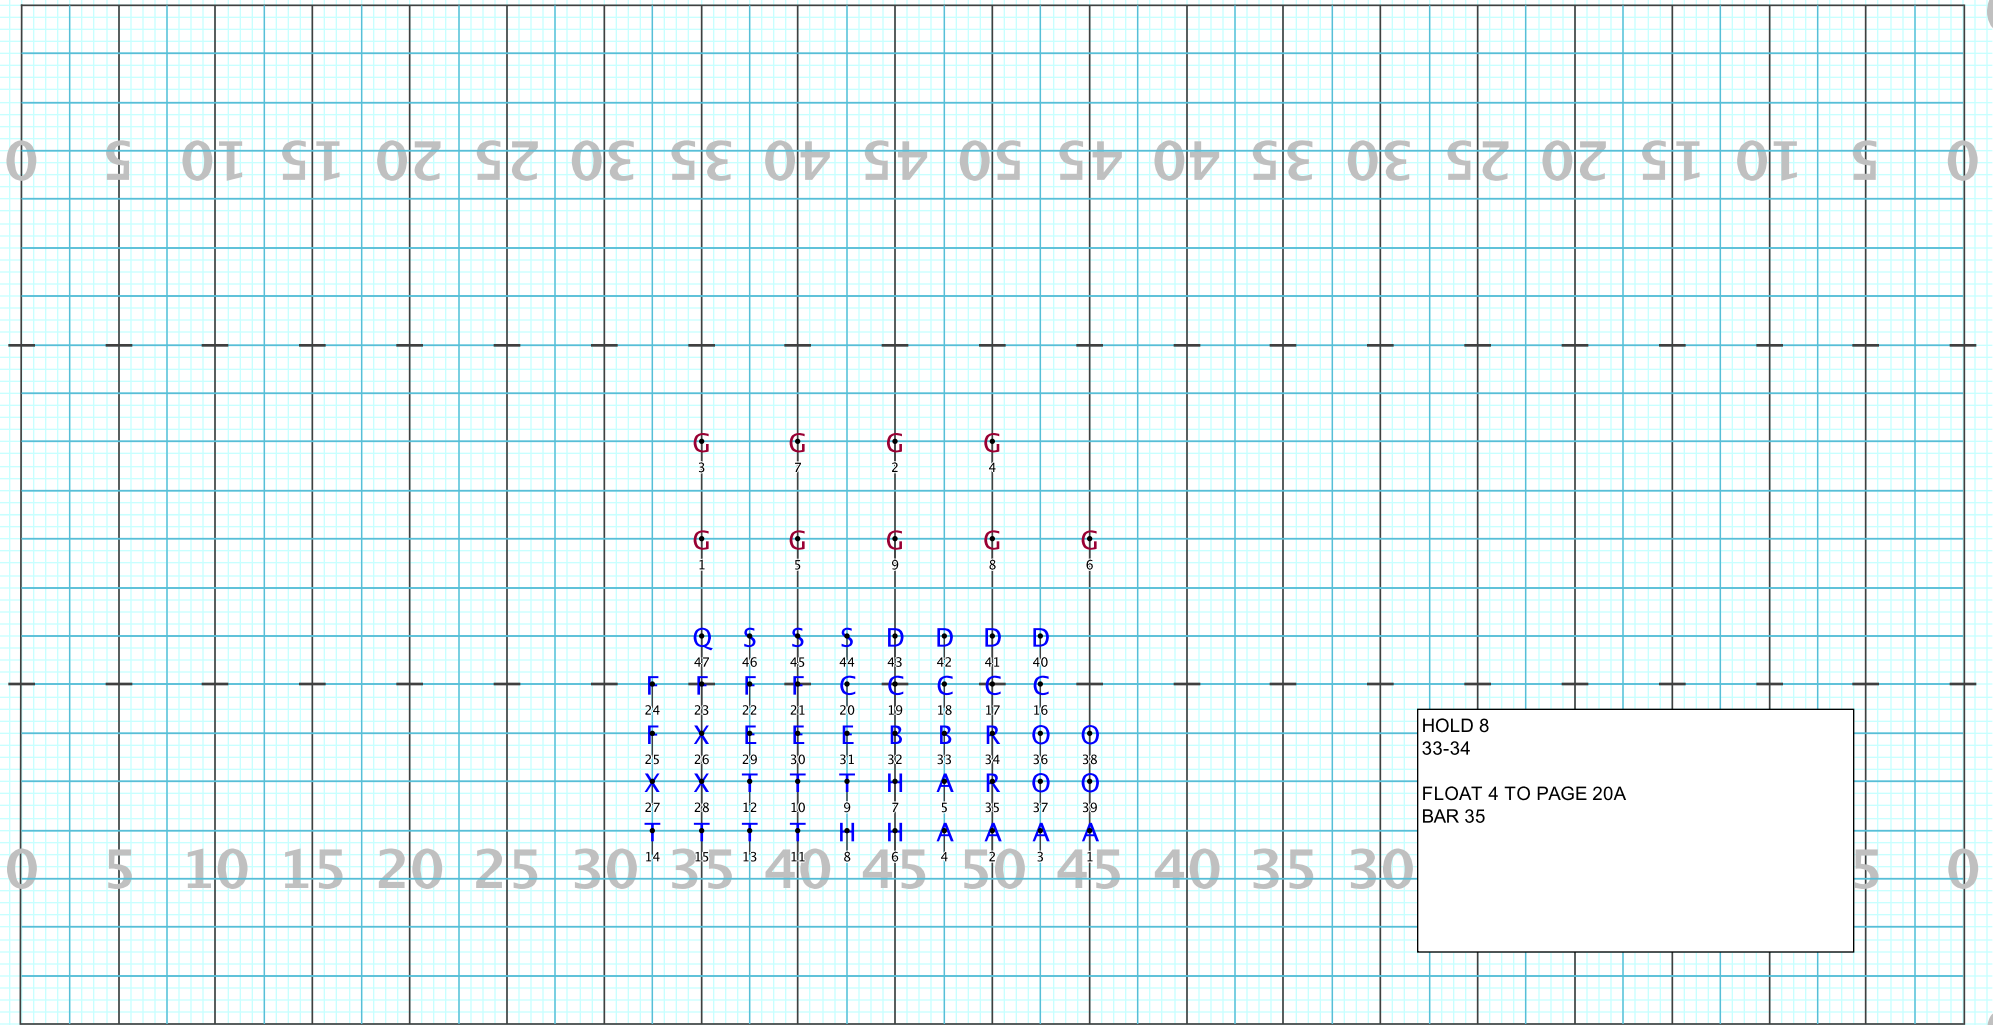 0 5 10 15 20 25 30 35 40 45 50 45 40 35 30 25 20 15 10 5 0
G G G G
3 7 2 4
G G G G G
1 5 9 8 6
Q S S S D D D D
47 46 45 44 43 42 41 40
F F F F C C C C C
24 23 22 21 20 19 18 17 16
F X E E E B B R O O
25 26 29 30 31 32 33 34 36 38
X X T T T H A R O O
27 28 12 10 9 7 5 35 37 39
T T T T H H A A A A
14 15 13 11 8 6 4 2 3 1
0 5 10 15 20 25 30 35 40 45 50 45 40 35 30 5 0
HOLD 8
33-34
FLOAT 4 TO PAGE 20A
BAR 35